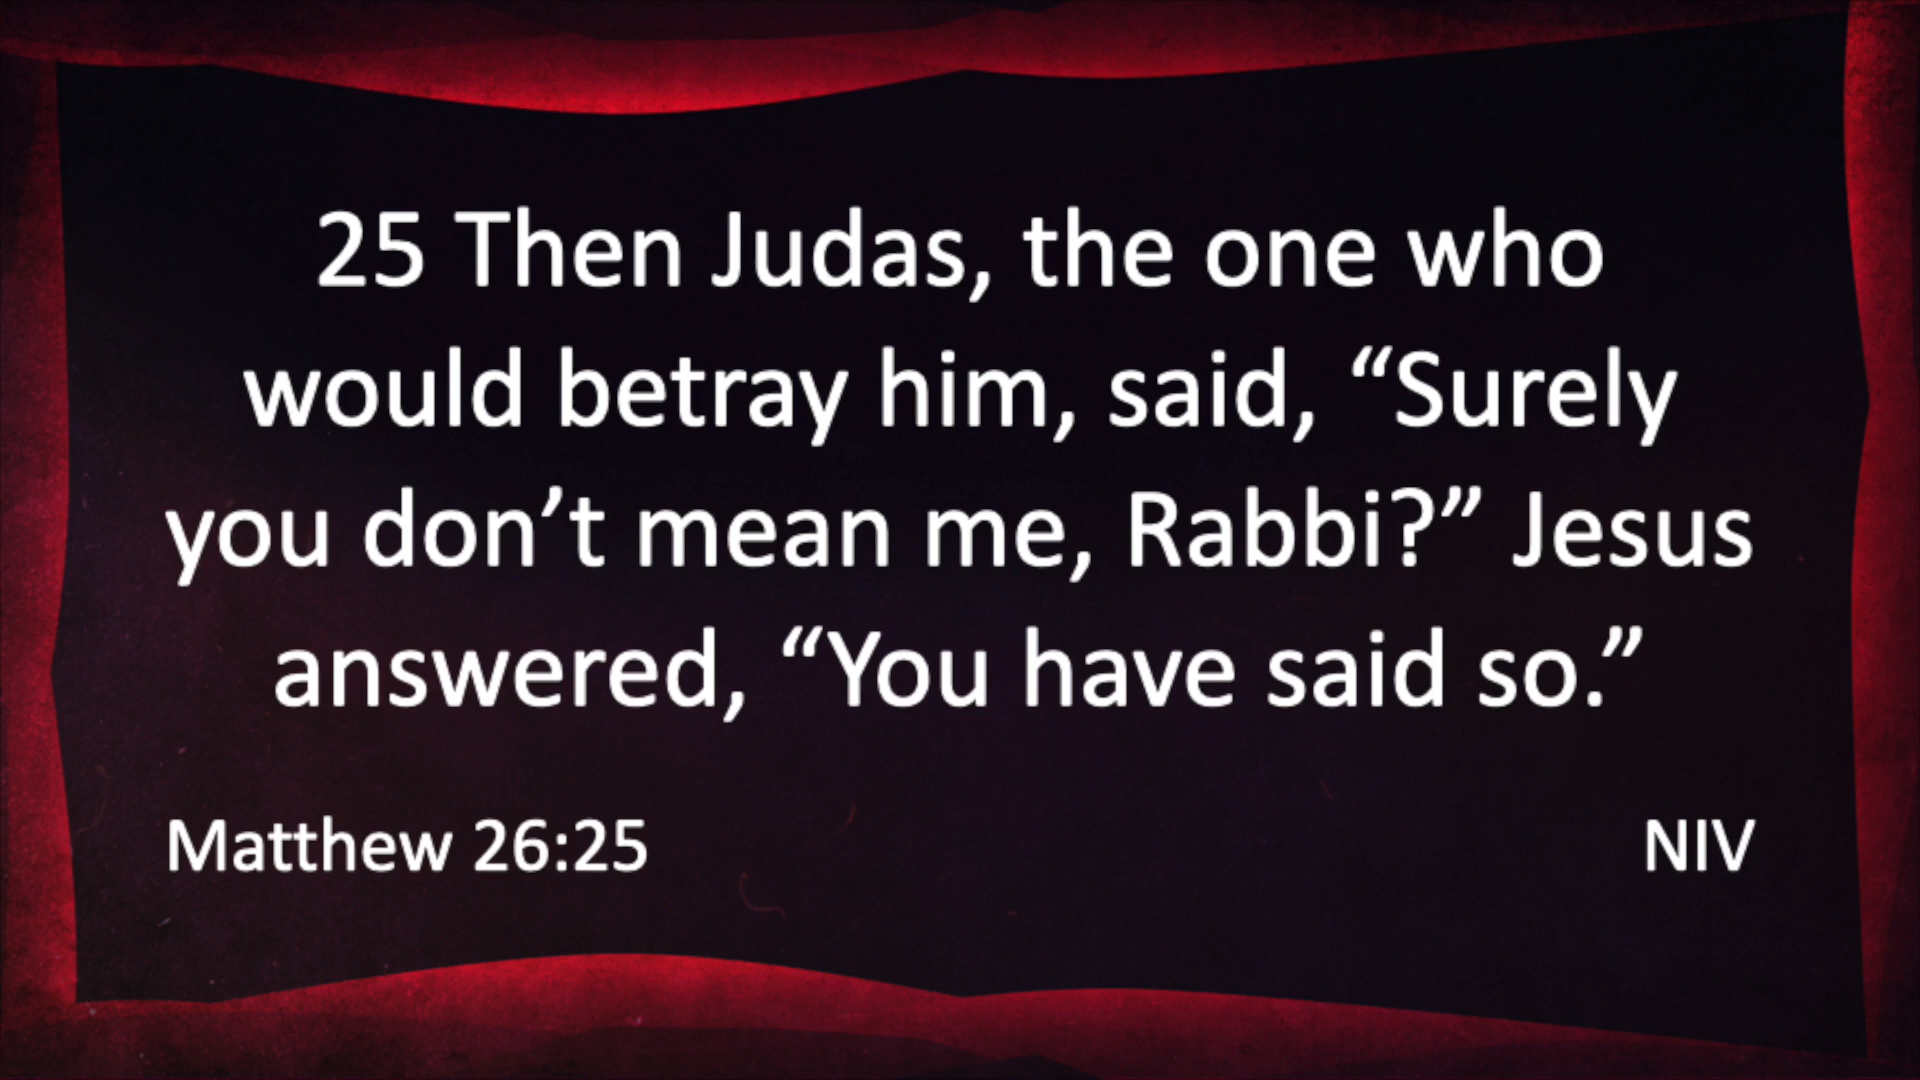 25 Then Judas, the one who
would betray him, said, “Surely
you don’t mean me, Rabbi?” Jesus
answered, “You have said so.”
Matthew 26:25
NIV